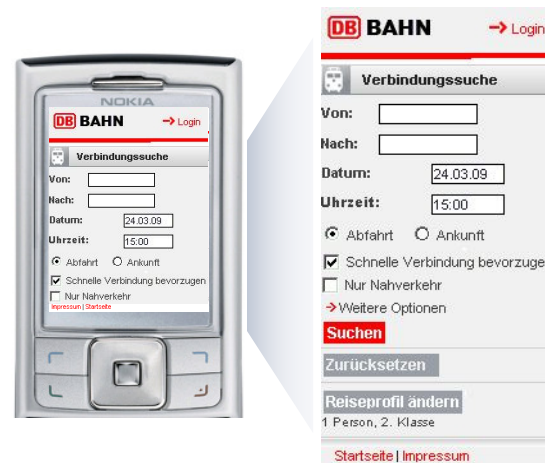 NOKIA
DB BAHN → Login
Verbindungssuche
Von:
Nach:
Datum: 24.03.09
Uhrzeit: 15:00
Abfahrt Ankunft
Schnelle Verbindung bevorzugen
Nur Nahverkehr
Impressum | Startseite
DB BAHN → Login
Verbindungssuche
Von:
Nach:
Datum: 24.03.09
Uhrzeit: 15:00
Abfahrt Ankunft
Schnelle Verbindung bevorzuge
Nur Nahverkehr
→Weitere Optionen
Suchen
Zurücksetzen
Reiseprofil ändern
1 Person, 2. Klasse
Startseite | Impressum